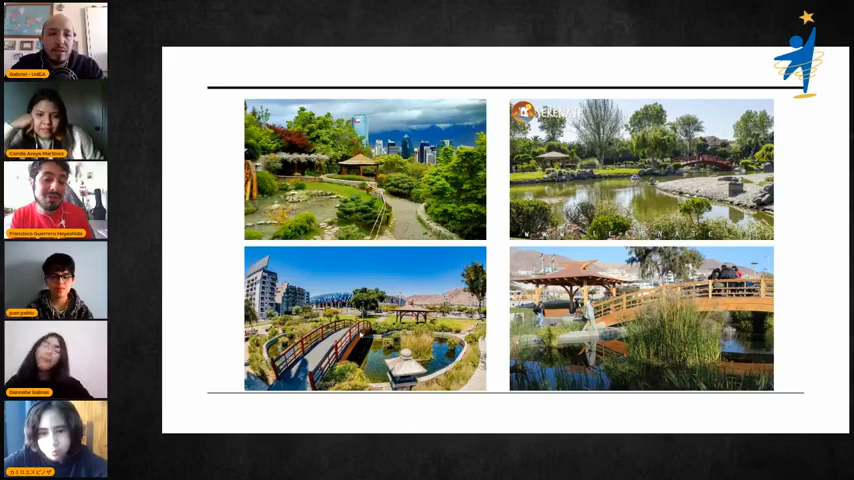 Gabriel - UdEA
Camila Araya Martinez
Francisco Guerrero Hayashida
juan pablo
Dannahe Salinas
カミロエスピノザ